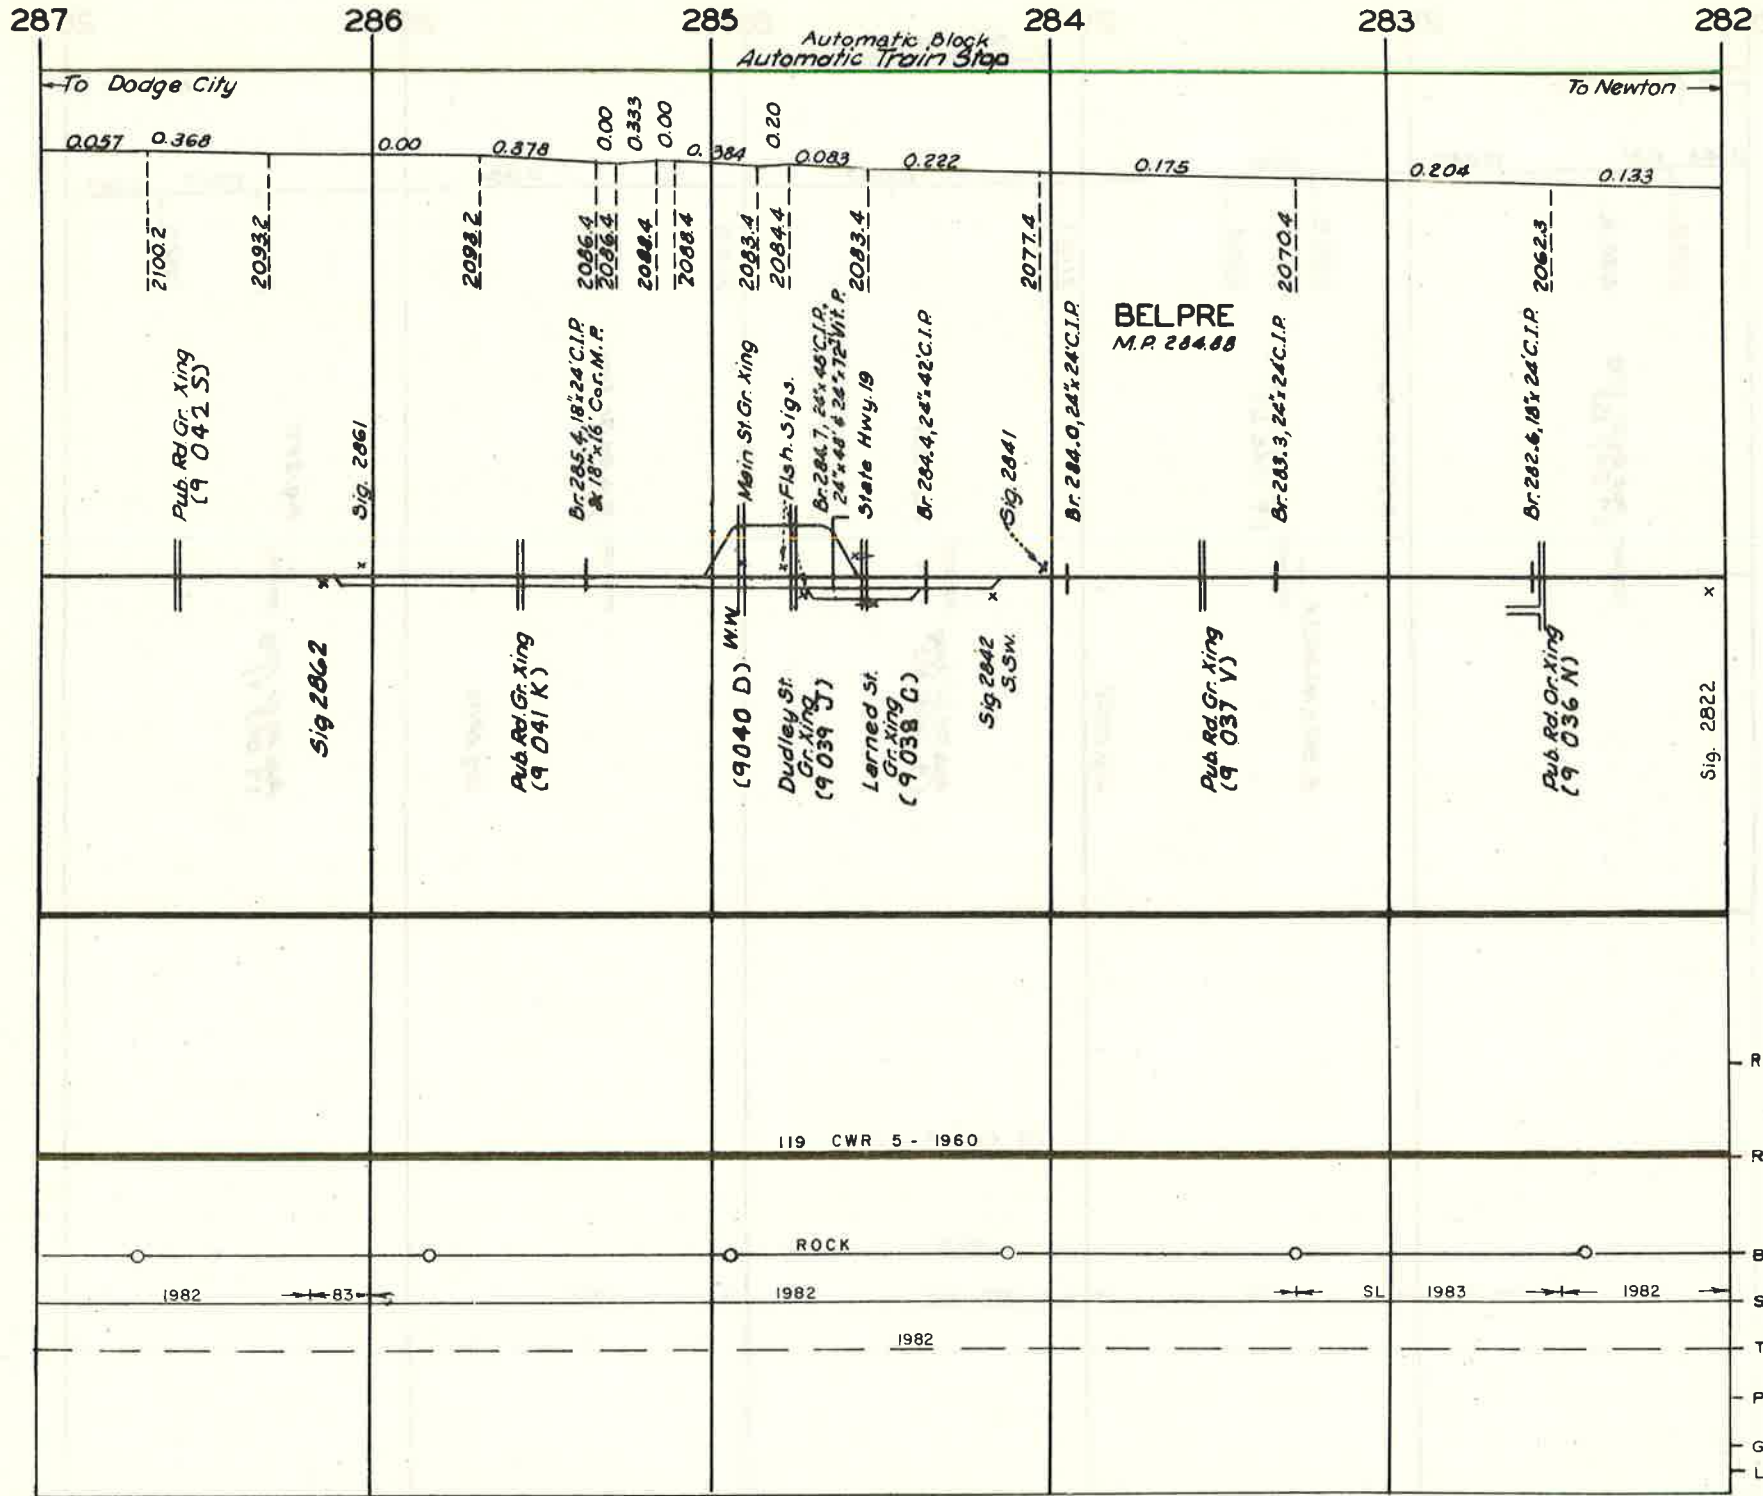 287 286 285 284 283 282
Automatic Block
Automatic Train Stop
To Dodge City
To Newton
0.057 0.368 0.00 0.878 0.00 0.333 0.00 0.384 0.20 0.083 0.222 0.175 0.204 0.133
2100.2 2093.2 2093.2 2086.4 2086.4 2088.4 2088.4 2083.4 2084.4 2083.4 2077.4 2070.4 2062.3
BELPRE
M.P. 284.88
Pub. Rd. Gr. Xing
(9 042 S)
Sig. 2861
Br. 285.4, 18"x24' C.I.P.
& 18"x16' Cor. M.P.
Main St. Gr. Xing
Flsh. Sigs.
Br. 284.7, 24"x48' C.I.P.,
24"x48' & 24"x72' Vit. P.
State Hwy. 19
Br. 284.4, 24"x42' C.I.P.
Sig. 2841
Br. 284.0, 24"x24' C.I.P.
Br. 283.3, 24"x24' C.I.P.
Br. 282.6, 18"x24' C.I.P.
Sig 2862
Pub. Rd. Gr. Xing
(9 041 K)
(9040 D) W.W.
Dudley St.
Gr. Xing
(9 039 J)
Larned St.
Gr. Xing
(9 038 C)
Sig 2842
S.Sw.
Pub. Rd. Gr. Xing
(9 037 V)
Pub. Rd. Gr. Xing
(9 036 N)
Sig. 2822
R
119 CWR 5 - 1960
R
ROCK
B
1982 83 1982 SL 1983 1982
S
1982
T
P
G
L